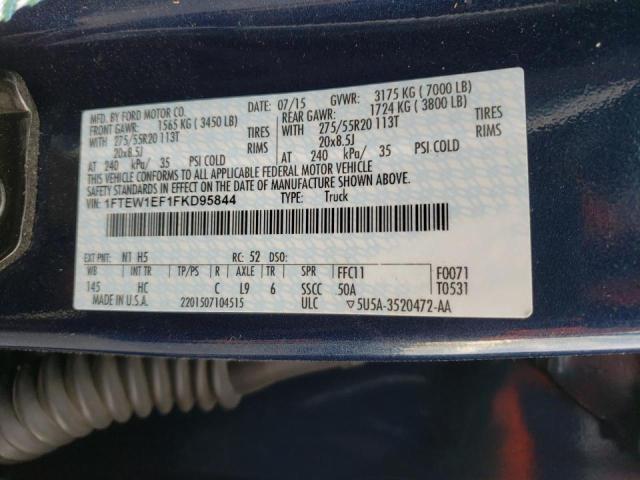 MFD. BY FORD MOTOR CO. DATE: 07/15 GVWR: 3175 KG ( 7000 LB)
FRONT GAWR: 1565 KG ( 3450 LB) REAR GAWR: 1724 KG ( 3800 LB)
WITH 275/55R20 113T TIRES WITH 275/55R20 113T TIRES
20x8.5J RIMS 20x8.5J RIMS
AT 240 kPa/ 35 PSI COLD AT 240 kPa/ 35 PSI COLD
THIS VEHICLE CONFORMS TO ALL APPLICABLE FEDERAL MOTOR VEHICLE
SAFETY STANDARDS IN EFFECT ON THE DATE OF MANUFACTURE SHOWN ABOVE.
VIN: 1FTEW1EF1FKD95844 TYPE: Truck
EXT PNT: N1 H5 RC: 52 DSO:
WB INT TR TP/PS R AXLE TR SPR FFC11 F0071
145 HC C L9 6 SSCC 50A T0531
2201507104515 ULC ▽5U5A-3520472-AA